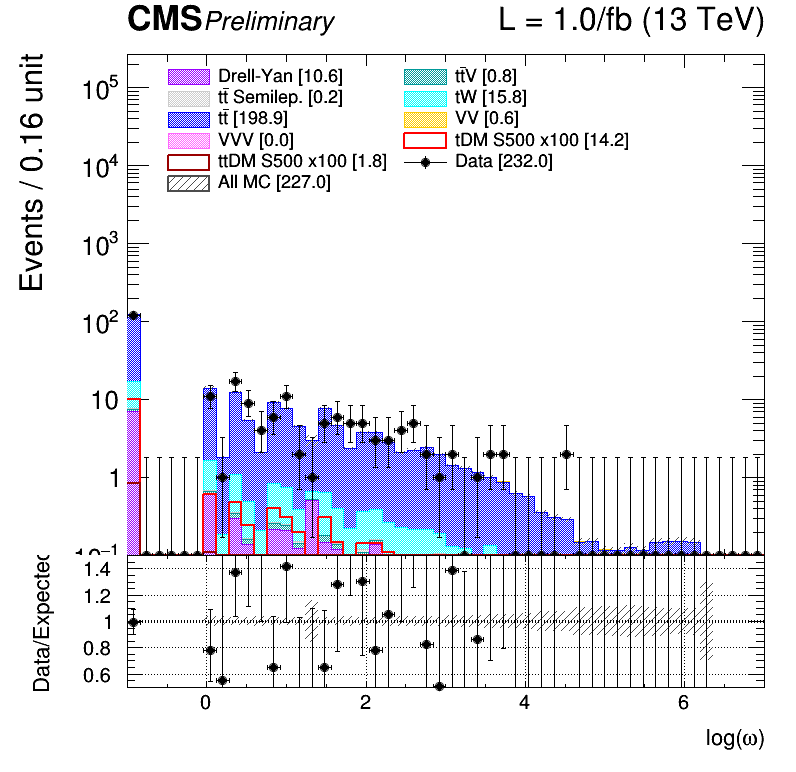 CMS Preliminary L = 1.0/fb (13 TeV)
Events / 0.16 unit
10⁵
10⁴
10³
10²
10
1
10⁻¹
Drell-Yan [10.6]
tt̄V [0.8]
tt̄ Semilep. [0.2]
tW [15.8]
tt̄ [198.9]
VV [0.6]
VVV [0.0]
tDM S500 x100 [14.2]
ttDM S500 x100 [1.8]
Data [232.0]
All MC [227.0]
Data/Expected
1.4
1.2
1
0.8
0.6
0 2 4 6
log(ω)